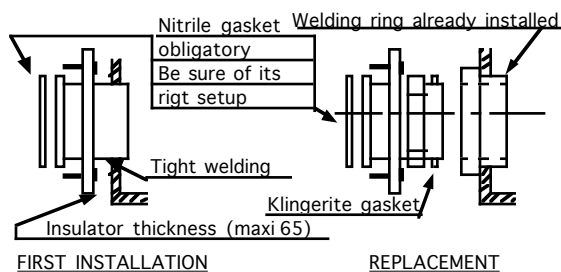 Nitrile gasket
obligatory
Be sure of its
rigt setup
Welding ring already installed
Tight welding
Klingerite gasket
Insulator thickness (maxi 65)
FIRST INSTALLATION
REPLACEMENT